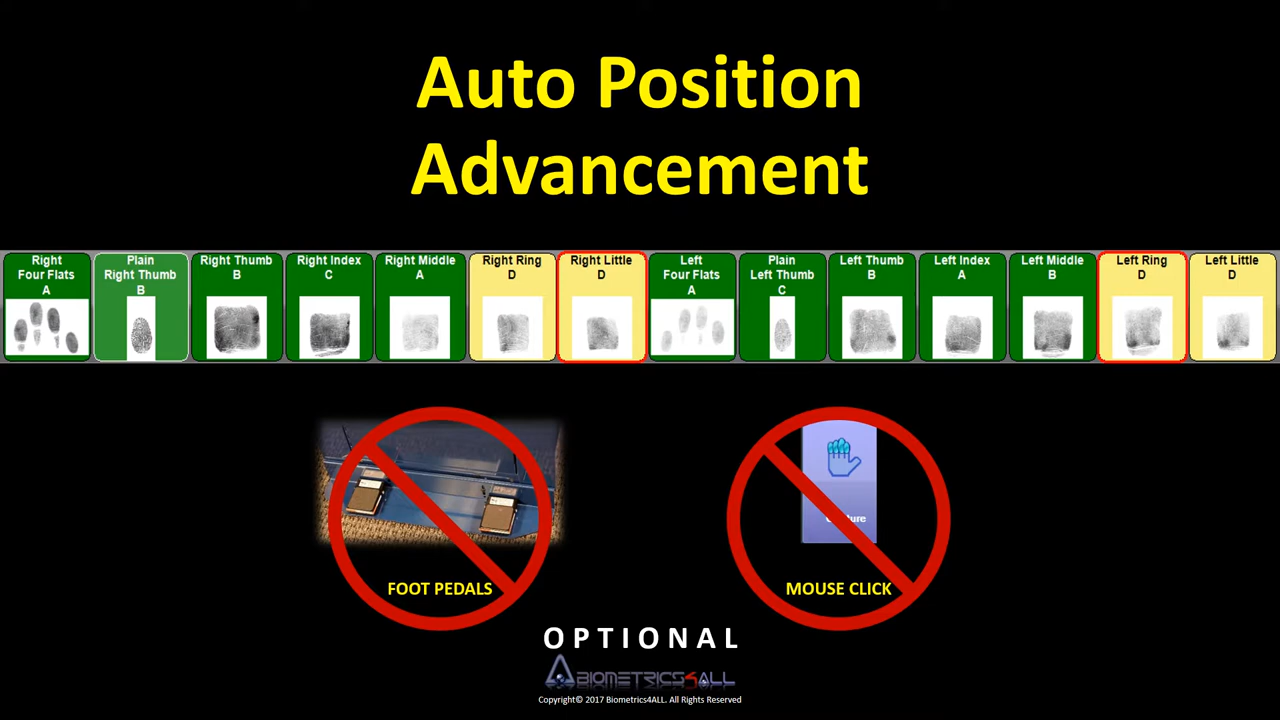 Auto Position
Advancement
Right
Four Flats
A
Plain
Right Thumb
B
Right Thumb
B
Right Index
C
Right Middle
A
Right Ring
D
Right Little
D
Left
Four Flats
A
Plain
Left Thumb
C
Left Thumb
B
Left Index
A
Left Middle
B
Left Ring
D
Left Little
D
FOOT PEDALS
MOUSE CLICK
OPTIONAL
BIOMETRICS4ALL
Copyright© 2017 Biometrics4ALL. All Rights Reserved